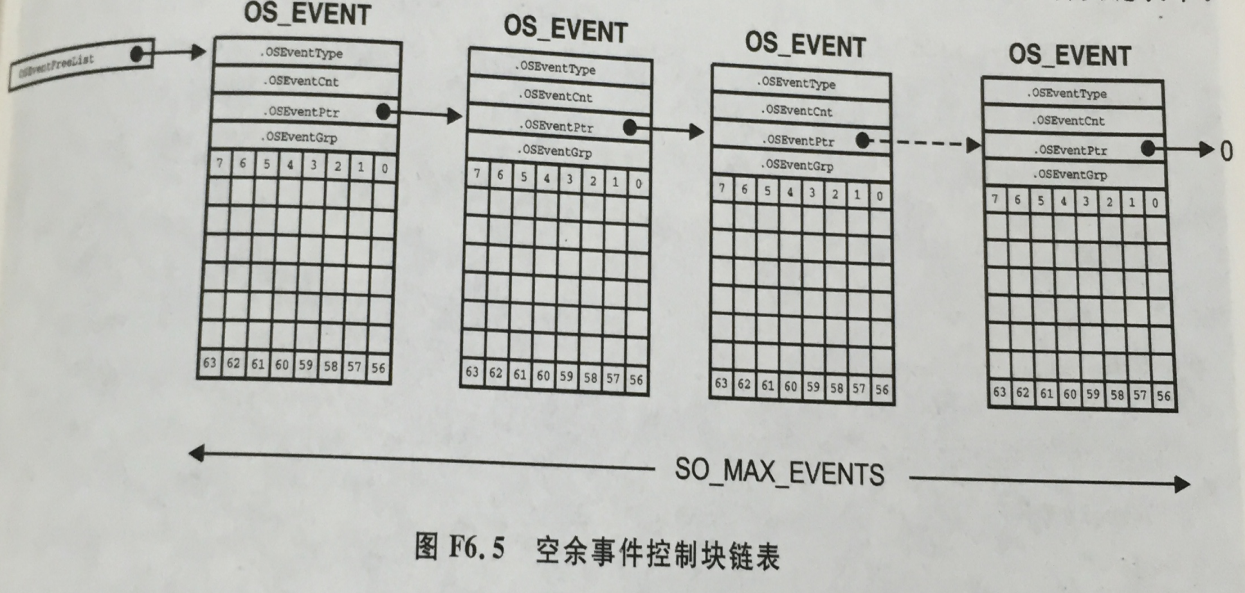 OS_EVENT
OSEventFreeList
.OSEventType
.OSEventCnt
.OSEventPtr
.OSEventGrp
7 6 5 4 3 2 1 0
63 62 61 60 59 58 57 56
OS_EVENT
.OSEventType
.OSEventCnt
.OSEventPtr
.OSEventGrp
7 6 5 4 3 2 1 0
63 62 61 60 59 58 57 56
OS_EVENT
.OSEventType
.OSEventCnt
.OSEventPtr
.OSEventGrp
7 6 5 4 3 2 1 0
63 62 61 60 59 58 57 56
OS_EVENT
.OSEventType
.OSEventCnt
.OSEventPtr
.OSEventGrp
7 6 5 4 3 2 1 0
63 62 61 60 59 58 57 56
0
SO_MAX_EVENTS
图 F6.5 空余事件控制块链表